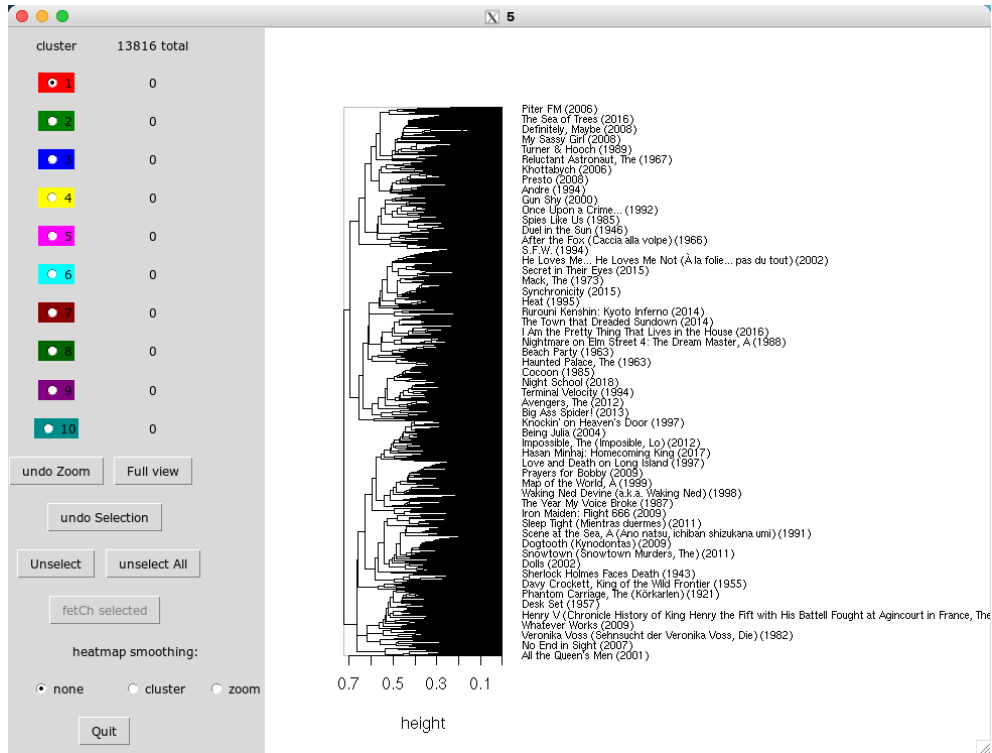 5
cluster 13816 total
1 0
2 0
3 0
4 0
5 0
6 0
7 0
8 0
9 0
10 0
undo Zoom Full view
undo Selection
Unselect unselect All
fetCh selected
heatmap smoothing:
none cluster zoom
Quit
Piter FM (2006)
The Sea of Trees (2016)
Definitely, Maybe (2008)
My Sassy Girl (2008)
Turner & Hooch (1989)
Reluctant Astronaut, The (1967)
Khottabych (2006)
Presto (2008)
Andre (1994)
Gun Shy (2000)
Once Upon a Crime... (1992)
Spies Like Us (1985)
Duel in the Sun (1946)
After the Fox (Caccia alla volpe) (1966)
S.F.W. (1994)
He Loves Me... He Loves Me Not (À la folie... pas du tout) (2002)
Secret in Their Eyes (2015)
Mack, The (1973)
Synchronicity (2015)
Heat (1995)
Rurouni Kenshin: Kyoto Inferno (2014)
The Town that Dreaded Sundown (2014)
I Am the Pretty Thing That Lives in the House (2016)
Nightmare on Elm Street 4: The Dream Master, A (1988)
Beach Party (1963)
Haunted Palace, The (1963)
Cocoon (1985)
Night School (2018)
Terminal Velocity (1994)
Avengers, The (2012)
Big Ass Spider! (2013)
Knockin' on Heaven's Door (1997)
Being Julia (2004)
Impossible, The (Imposible, Lo) (2012)
Hasan Minhaj: Homecoming King (2017)
Love and Death on Long Island (1997)
Prayers for Bobby (2009)
Map of the World, A (1999)
Waking Ned Devine (a.k.a. Waking Ned) (1998)
The Year My Voice Broke (1987)
Iron Maiden: Flight 666 (2009)
Sleep Tight (Mientras duermes) (2011)
Scene at the Sea, A (Ano natsu, ichiban shizukana umi) (1991)
Dogtooth (Kynodontas) (2009)
Snowtown (Snowtown Murders, The) (2011)
Dolls (2002)
Sherlock Holmes Faces Death (1943)
Davy Crockett, King of the Wild Frontier (1955)
Phantom Carriage, The (Körkarlen) (1921)
Desk Set (1957)
Henry V (Chronicle History of King Henry the Fift with His Battell Fought at Agincourt in France, The
Whatever Works (2009)
Veronika Voss (Sehnsucht der Veronika Voss, Die) (1982)
No End in Sight (2007)
All the Queen's Men (2001)
0.7 0.5 0.3 0.1
height